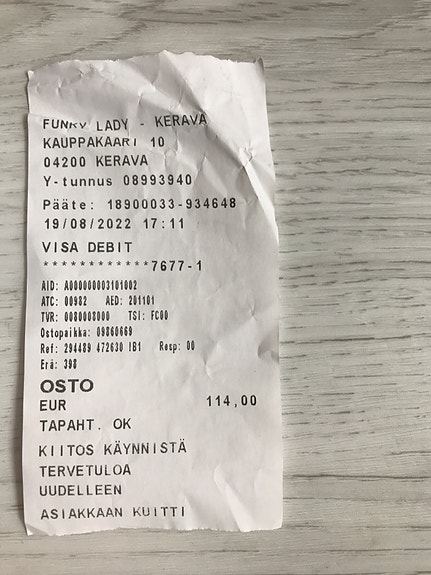 FUNKY LADY - KERAVA
KAUPPAKAARI 10
04200 KERAVA
Y-tunnus 08993940
Pääte: 18900033-934648
19/08/2022 17:11
VISA DEBIT
************7677-1
AID: A000000003101002
ATC: 00982 AED: 201101
TVR: 0080008000 TSI: FC00
Ostopaikka: 09860669
Ref: 294489 472630 IB1 Resp: 00
Erä: 398
OSTO
EUR 114,00
TAPAHT. OK
KIITOS KÄYNNISTÄ
TERVETULOA
UUDELLEEN
ASIAKKAAN KUITTI